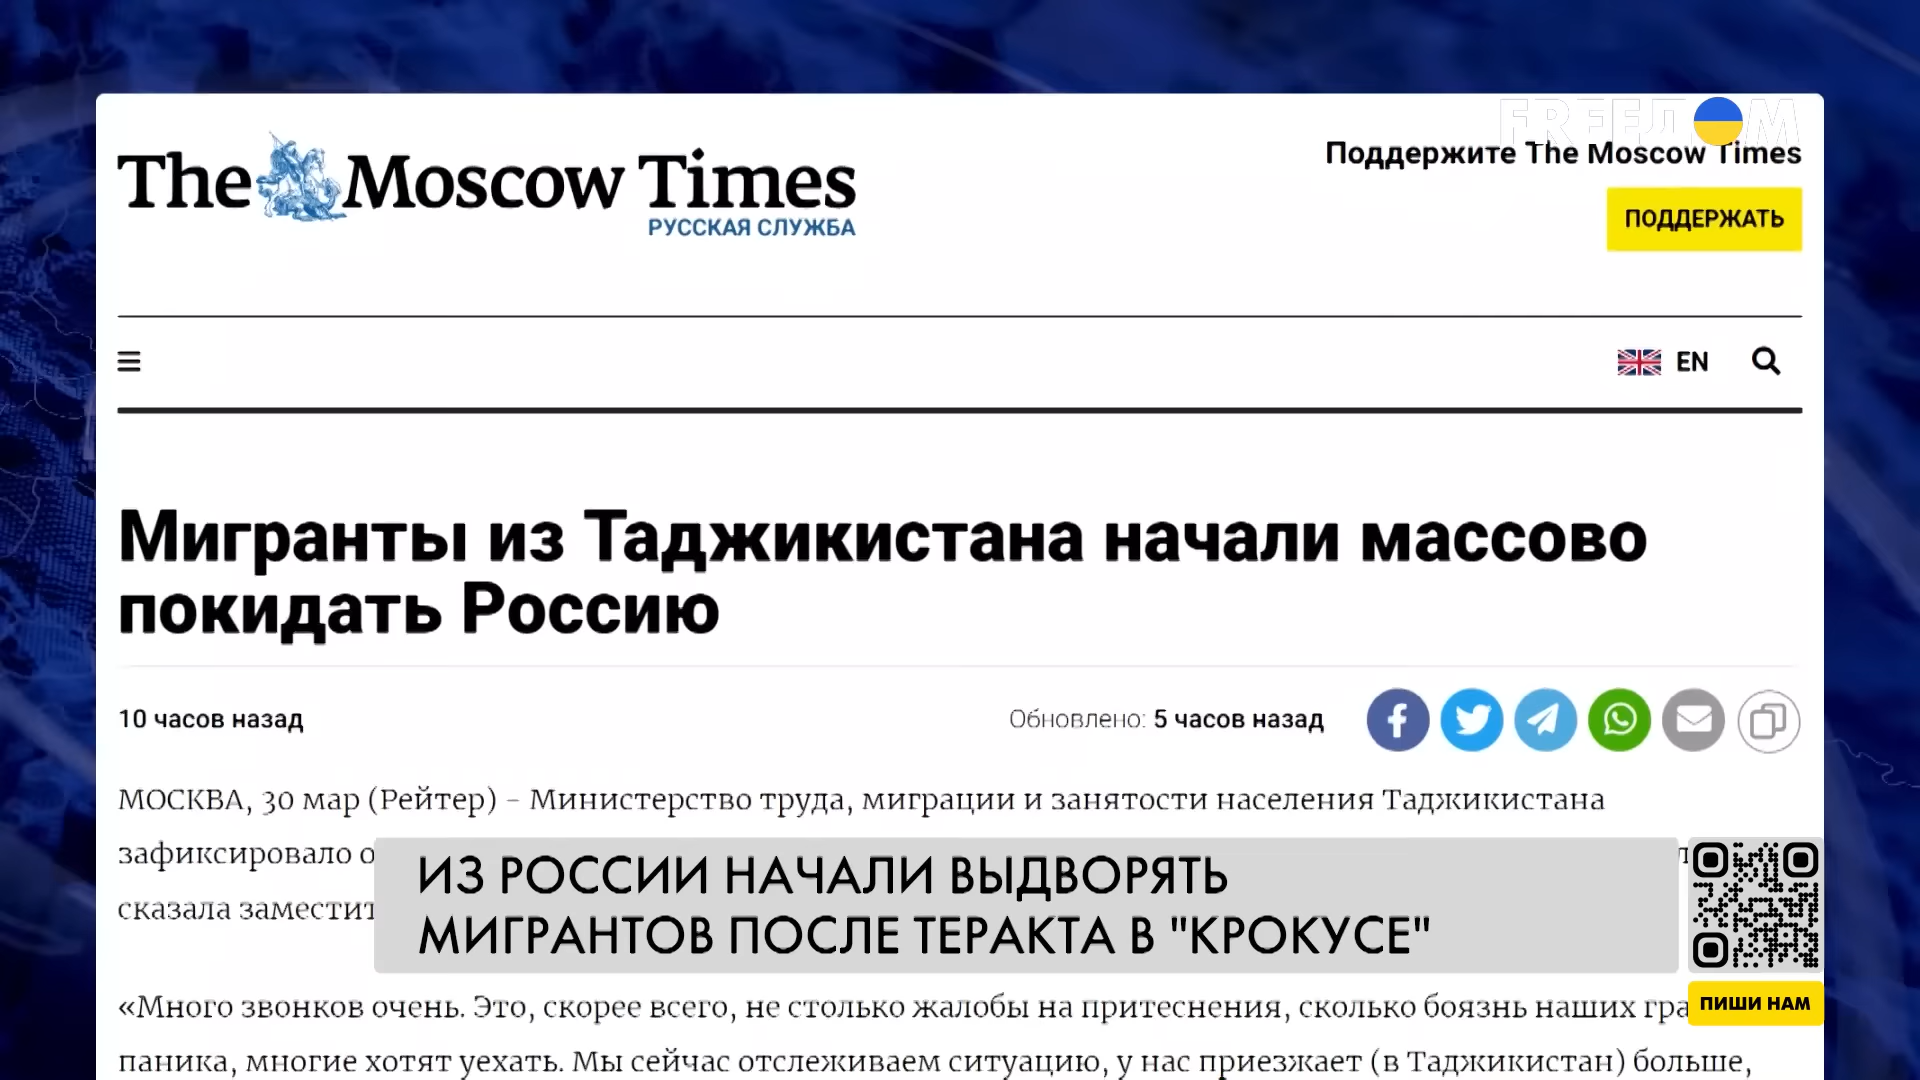 FREEДОМ
The Moscow Times
РУССКАЯ СЛУЖБА
Поддержите The Moscow Times
ПОДДЕРЖАТЬ
EN
Мигранты из Таджикистана начали массово
покидать Россию
10 часов назад
Обновлено: 5 часов назад
МОСКВА, 30 мар (Рейтер) – Министерство труда, миграции и занятости населения Таджикистана
зафиксировало
сказала
ИЗ РОССИИ НАЧАЛИ ВЫДВОРЯТЬ
МИГРАНТОВ ПОСЛЕ ТЕРАКТА В "КРОКУСЕ"
«Много звонков очень. Это, скорее всего, не столько жалобы на притеснения, сколько боязнь наших
ПИШИ НАМ
паника, многие хотят уехать. Мы сейчас отслеживаем ситуацию, у нас приезжает (в Таджикистан) больше,